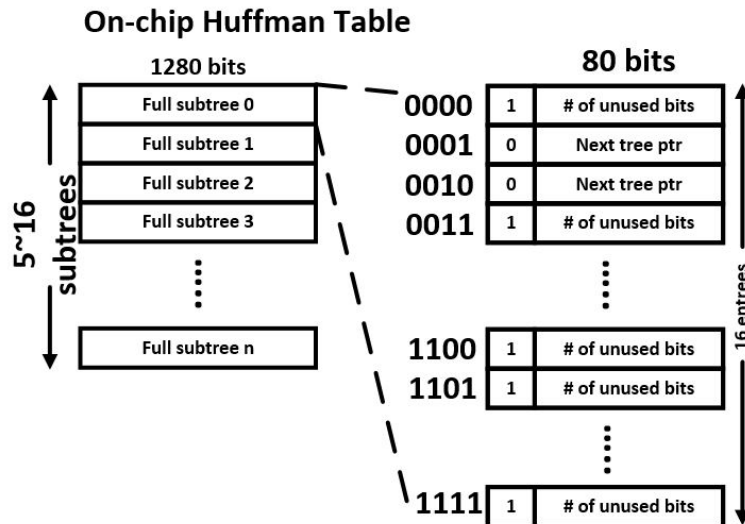 On-chip Huffman Table
1280 bits
Full subtree 0
Full subtree 1
Full subtree 2
Full subtree 3
Full subtree n
5~16
subtrees
80 bits
0000 1 # of unused bits
0001 0 Next tree ptr
0010 0 Next tree ptr
0011 1 # of unused bits
1100 1 # of unused bits
1101 1 # of unused bits
1111 1 # of unused bits
16 entrees